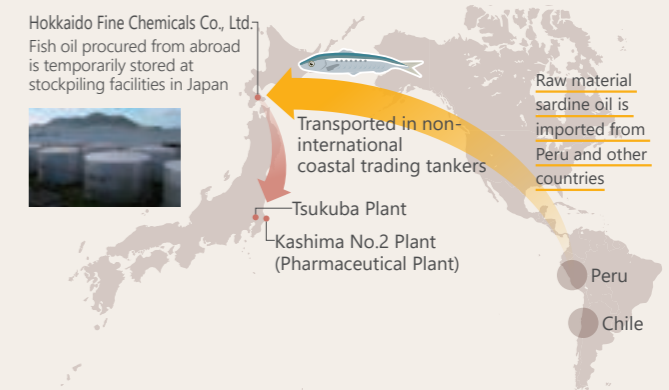 Hokkaido Fine Chemicals Co., Ltd.
Fish oil procured from abroad
is temporarily stored at
stockpiling facilities in Japan
Raw material
sardine oil is
imported from
Peru and other
countries
Transported in non-
international
coastal trading tankers
Tsukuba Plant
Kashima No.2 Plant
(Pharmaceutical Plant)
Peru
Chile